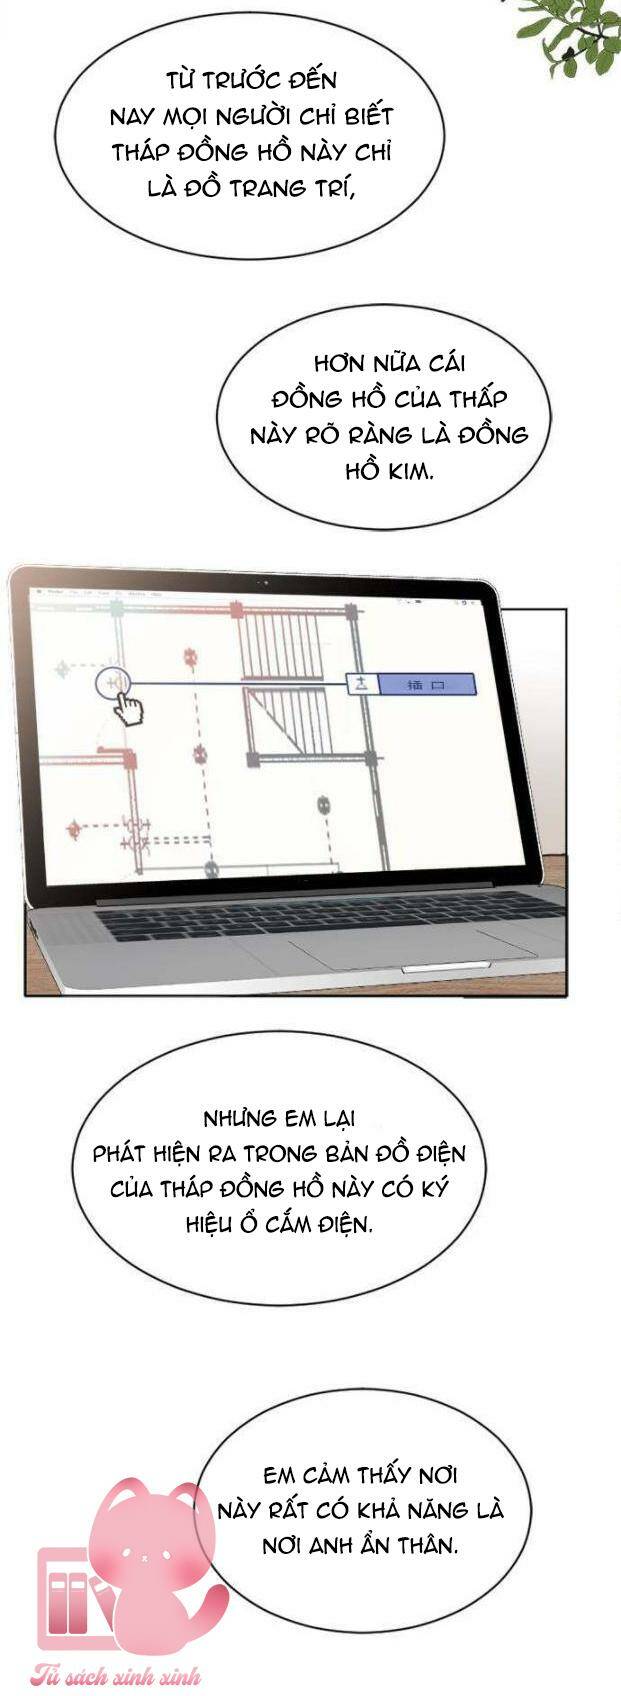 TỪ TRƯỚC ĐẾN
NAY MỌI NGƯỜI CHỈ BIẾT
THÁP ĐỒNG HỒ NÀY CHỈ
LÀ ĐỒ TRANG TRÍ,
HƠN NỮA CÁI
ĐỒNG HỒ CỦA THẤP
NÀY RÕ RÀNG LÀ ĐỒNG
HỒ KIM.
插口
NHƯNG EM LẠI
PHÁT HIỆN RA TRONG BẢN ĐỒ ĐIỆN
CỦA THÁP ĐỒNG HỒ NÀY CÓ KÝ
HIỆU Ổ CẮM ĐIỆN.
EM CẢM THẤY NƠI
NÀY RẤT CÓ KHẢ NĂNG LÀ
NƠI ANH ẨN THÂN.
Tủ sách xinh xinh